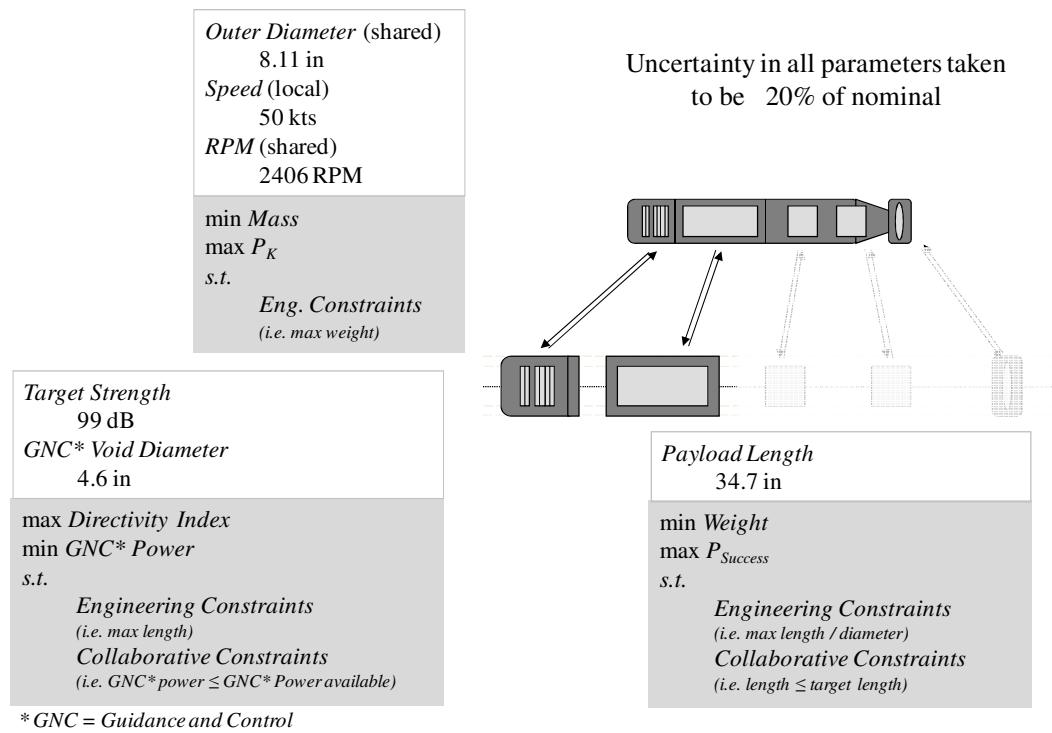 Outer Diameter (shared)
8.11 in
Speed (local)
50 kts
RPM (shared)
2406 RPM
min Mass
max P_K
s.t.
Eng. Constraints
(i.e. max weight)
Uncertainty in all parameters taken
to be 20% of nominal
Target Strength
99 dB
GNC* Void Diameter
4.6 in
max Directivity Index
min GNC* Power
s.t.
Engineering Constraints
(i.e. max length)
Collaborative Constraints
(i.e. GNC* power ≤ GNC* Power available)
* GNC = Guidance and Control
Payload Length
34.7 in
min Weight
max P_Success
s.t.
Engineering Constraints
(i.e. max length / diameter)
Collaborative Constraints
(i.e. length ≤ target length)